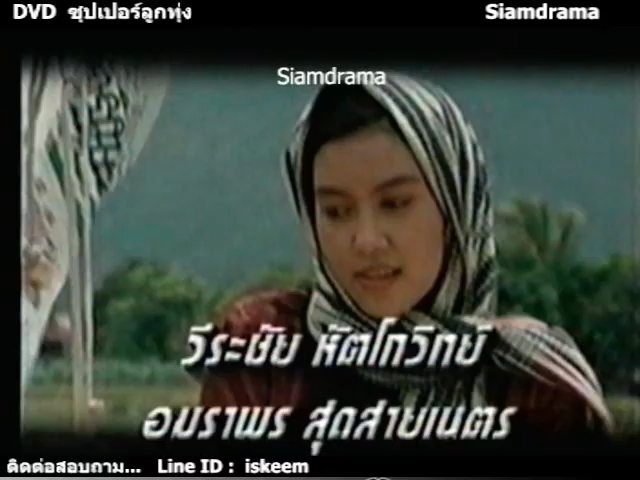 DVD ซุปเปอร์ลูกทุ่ง Siamdrama
Siamdrama
วีระชัย หัตโกวิทย์
อมราพร สุดสายเนตร
ติดต่อสอบถาม... Line ID : iskeem